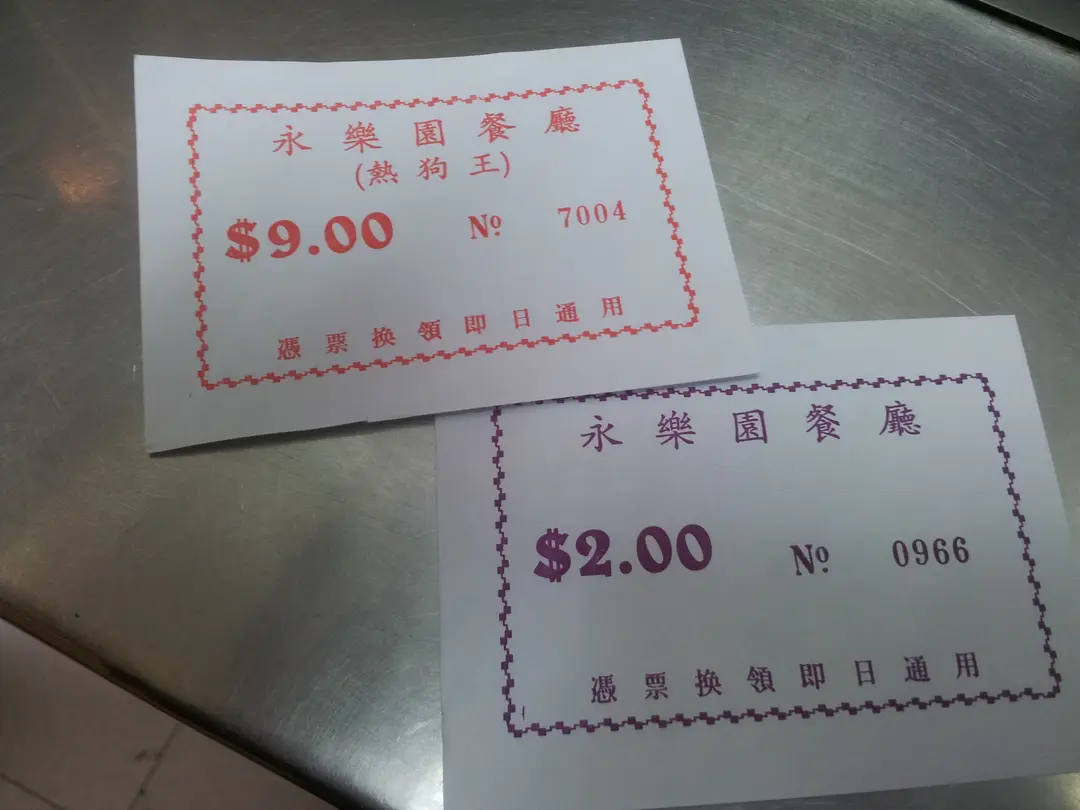 永樂園餐廳
(熱狗王)
$9.00 Nº 7004
憑票換領即日通用
永樂園餐廳
$2.00 Nº 0966
憑票換領即日通用